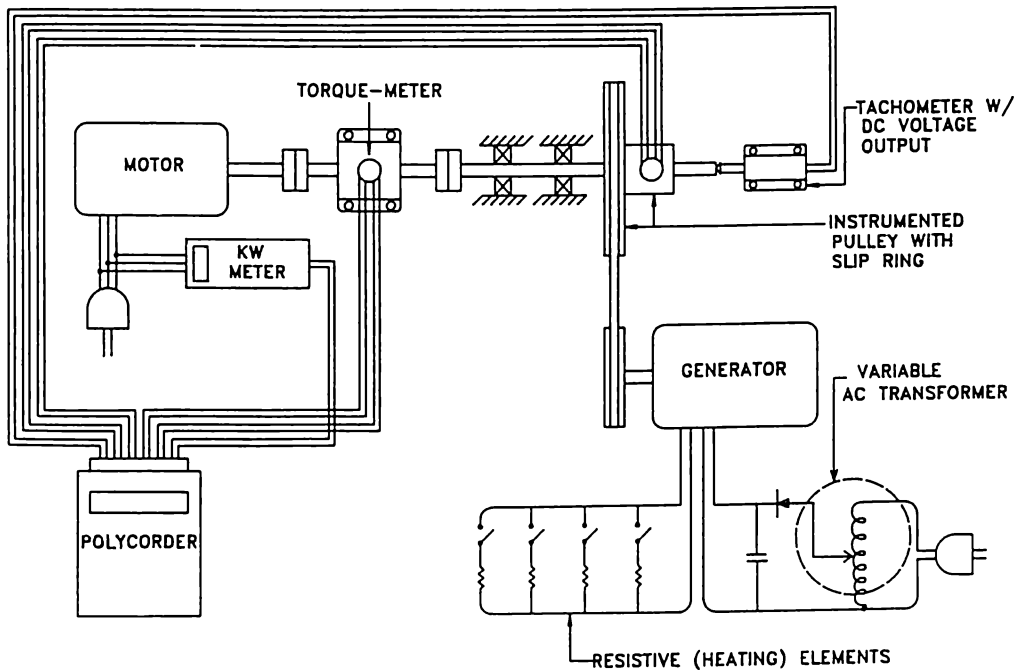 TORQUE-METER
MOTOR
TACHOMETER W/
DC VOLTAGE
OUTPUT
KW
METER
INSTRUMENTED
PULLEY WITH
SLIP RING
GENERATOR
VARIABLE
AC TRANSFORMER
POLYCORDER
RESISTIVE (HEATING) ELEMENTS